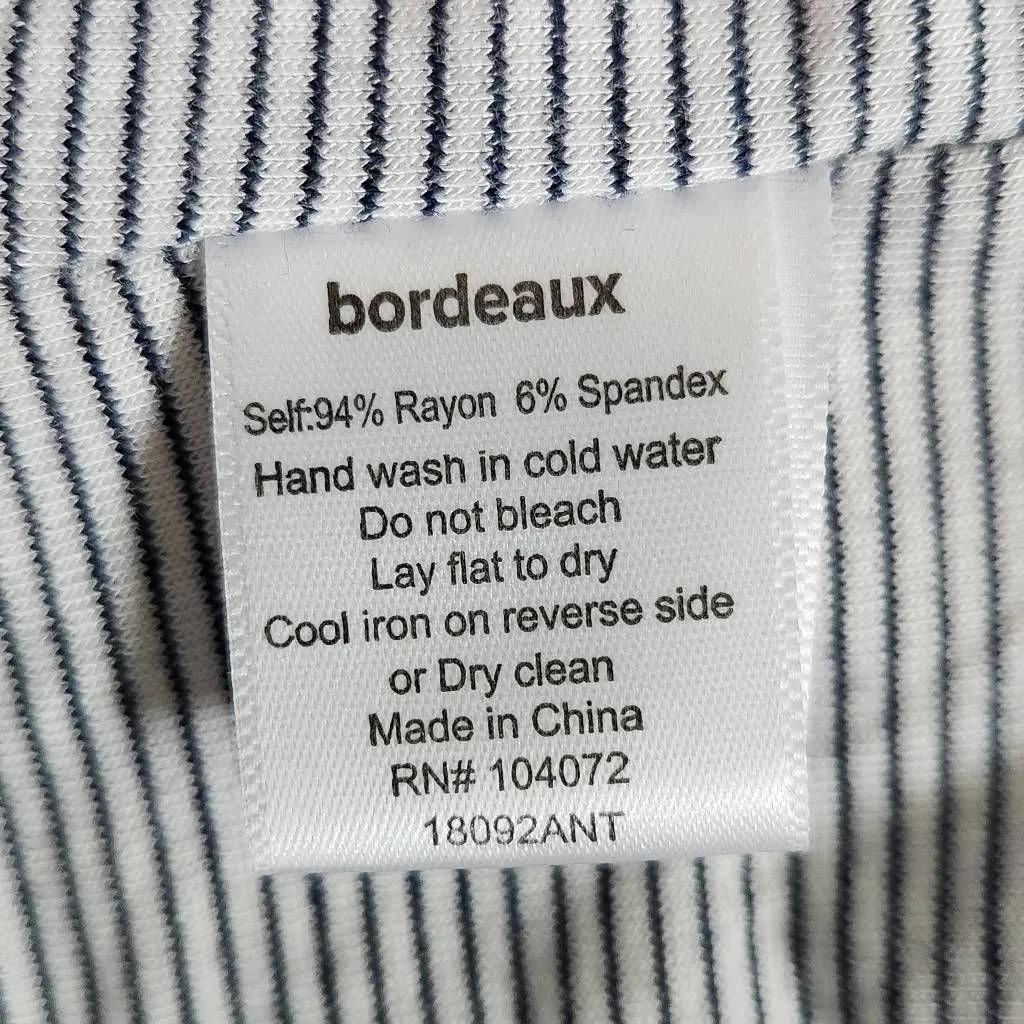 bordeaux
Self:94% Rayon 6% Spandex
Hand wash in cold water
Do not bleach
Lay flat to dry
Cool iron on reverse side
or Dry clean
Made in China
RN# 104072
18092ANT